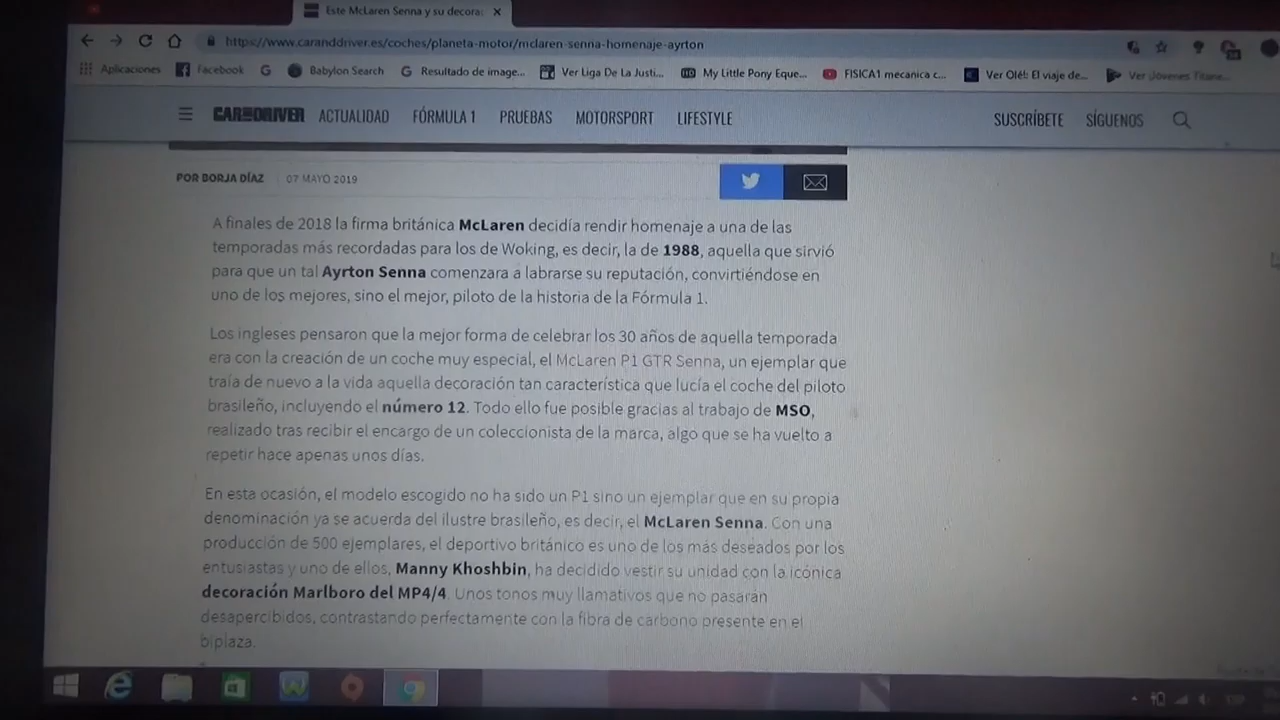 Este McLaren Senna y su decora
https://www.caranddriver.es/coches/planeta-motor/mclaren-senna-homenaje-ayrton
Aplicaciones Facebook Babylon Search Resultado de image... Ver Liga De La Justi... My Little Pony Eque... FISICA1 mecanica c... Ver Olé!: El viaje de... Ver Jóvenes Titane...
CAR AND DRIVER ACTUALIDAD FÓRMULA 1 PRUEBAS MOTORSPORT LIFESTYLE SUSCRÍBETE SÍGUENOS
POR BORJA DÍAZ 07 MAYO 2019
A finales de 2018 la firma británica McLaren decidía rendir homenaje a una de las
temporadas más recordadas para los de Woking, es decir, la de 1988, aquella que sirvió
para que un tal Ayrton Senna comenzara a labrarse su reputación, convirtiéndose en
uno de los mejores, sino el mejor, piloto de la historia de la Fórmula 1.
Los ingleses pensaron que la mejor forma de celebrar los 30 años de aquella temporada
era con la creación de un coche muy especial, el McLaren P1 GTR Senna, un ejemplar que
traía de nuevo a la vida aquella decoración tan característica que lucía el coche del piloto
brasileño, incluyendo el número 12. Todo ello fue posible gracias al trabajo de MSO,
realizado tras recibir el encargo de un coleccionista de la marca, algo que se ha vuelto a
repetir hace apenas unos días.
En esta ocasión, el modelo escogido no ha sido un P1 sino un ejemplar que en su propia
denominación ya se acuerda del ilustre brasileño, es decir, el McLaren Senna. Con una
producción de 500 ejemplares, el deportivo británico es uno de los más deseados por los
entusiastas y uno de ellos, Manny Khoshbin, ha decidido vestir su unidad con la icónica
decoración Marlboro del MP4/4. Unos tonos muy llamativos que no pasarán
desapercibidos, contrastando perfectamente con la fibra de carbono presente en el
biplaza.